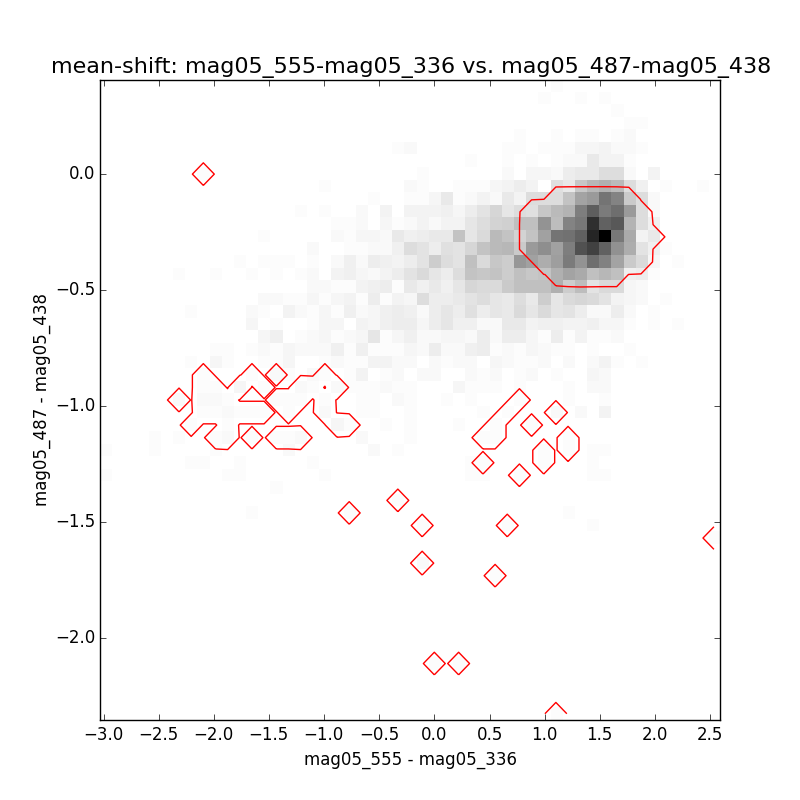 mean-shift: mag05_555-mag05_336 vs. mag05_487-mag05_438
0.0
−0.5
−1.0
−1.5
−2.0
mag05_487 - mag05_438
−3.0 −2.5 −2.0 −1.5 −1.0 −0.5 0.0 0.5 1.0 1.5 2.0 2.5
mag05_555 - mag05_336